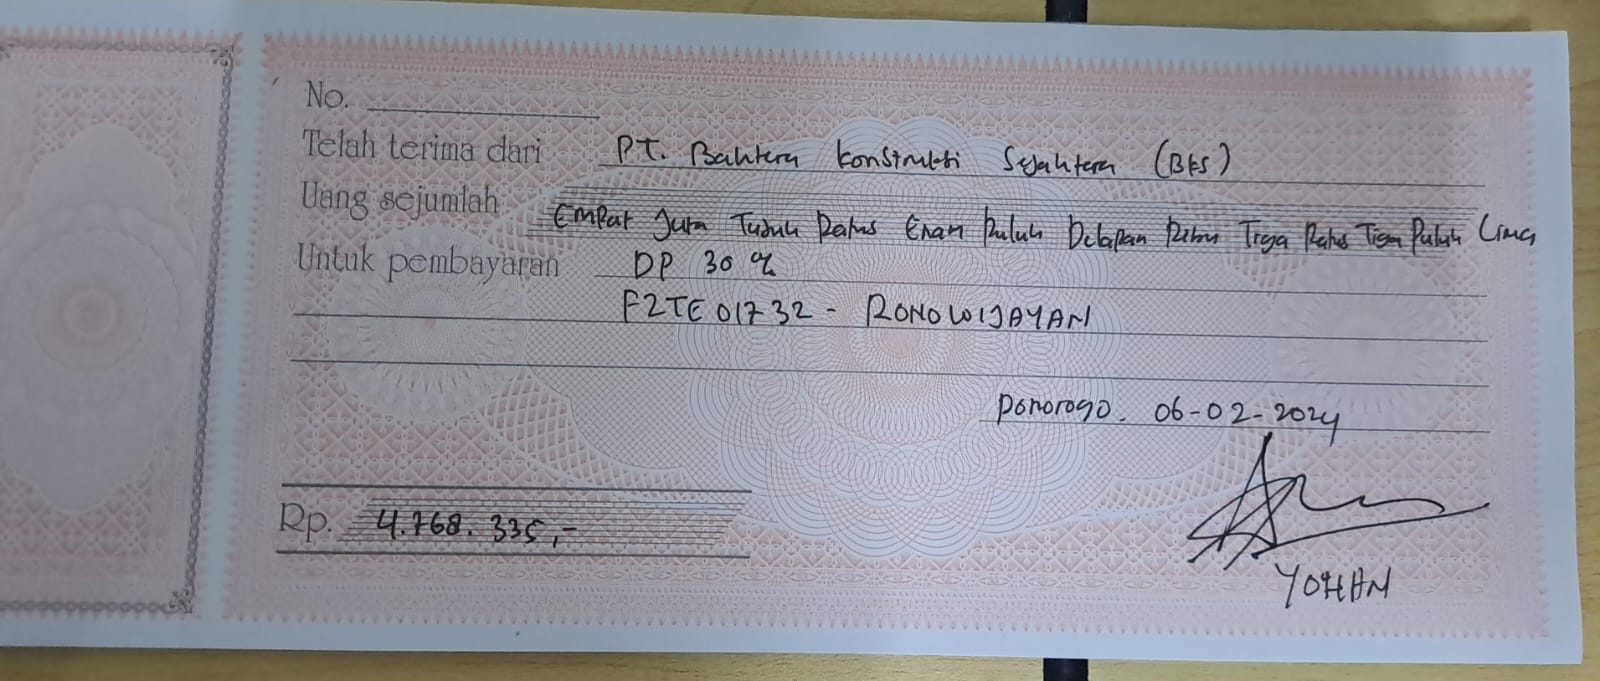 No.
Telah terima dari PT. Bahtera Konstruksi Sejahtera (BKS)
Uang sejumlah Empat Juta Tujuh Ratus Enam Puluh Delapan Ribu Tiga Ratus Tiga Puluh Lima
Untuk pembayaran DP 30 %
F2TE01732 - RONOWIJAYAN
Ponorogo. 06-02-2024
Rp. 4.768.335,-
YOHAN